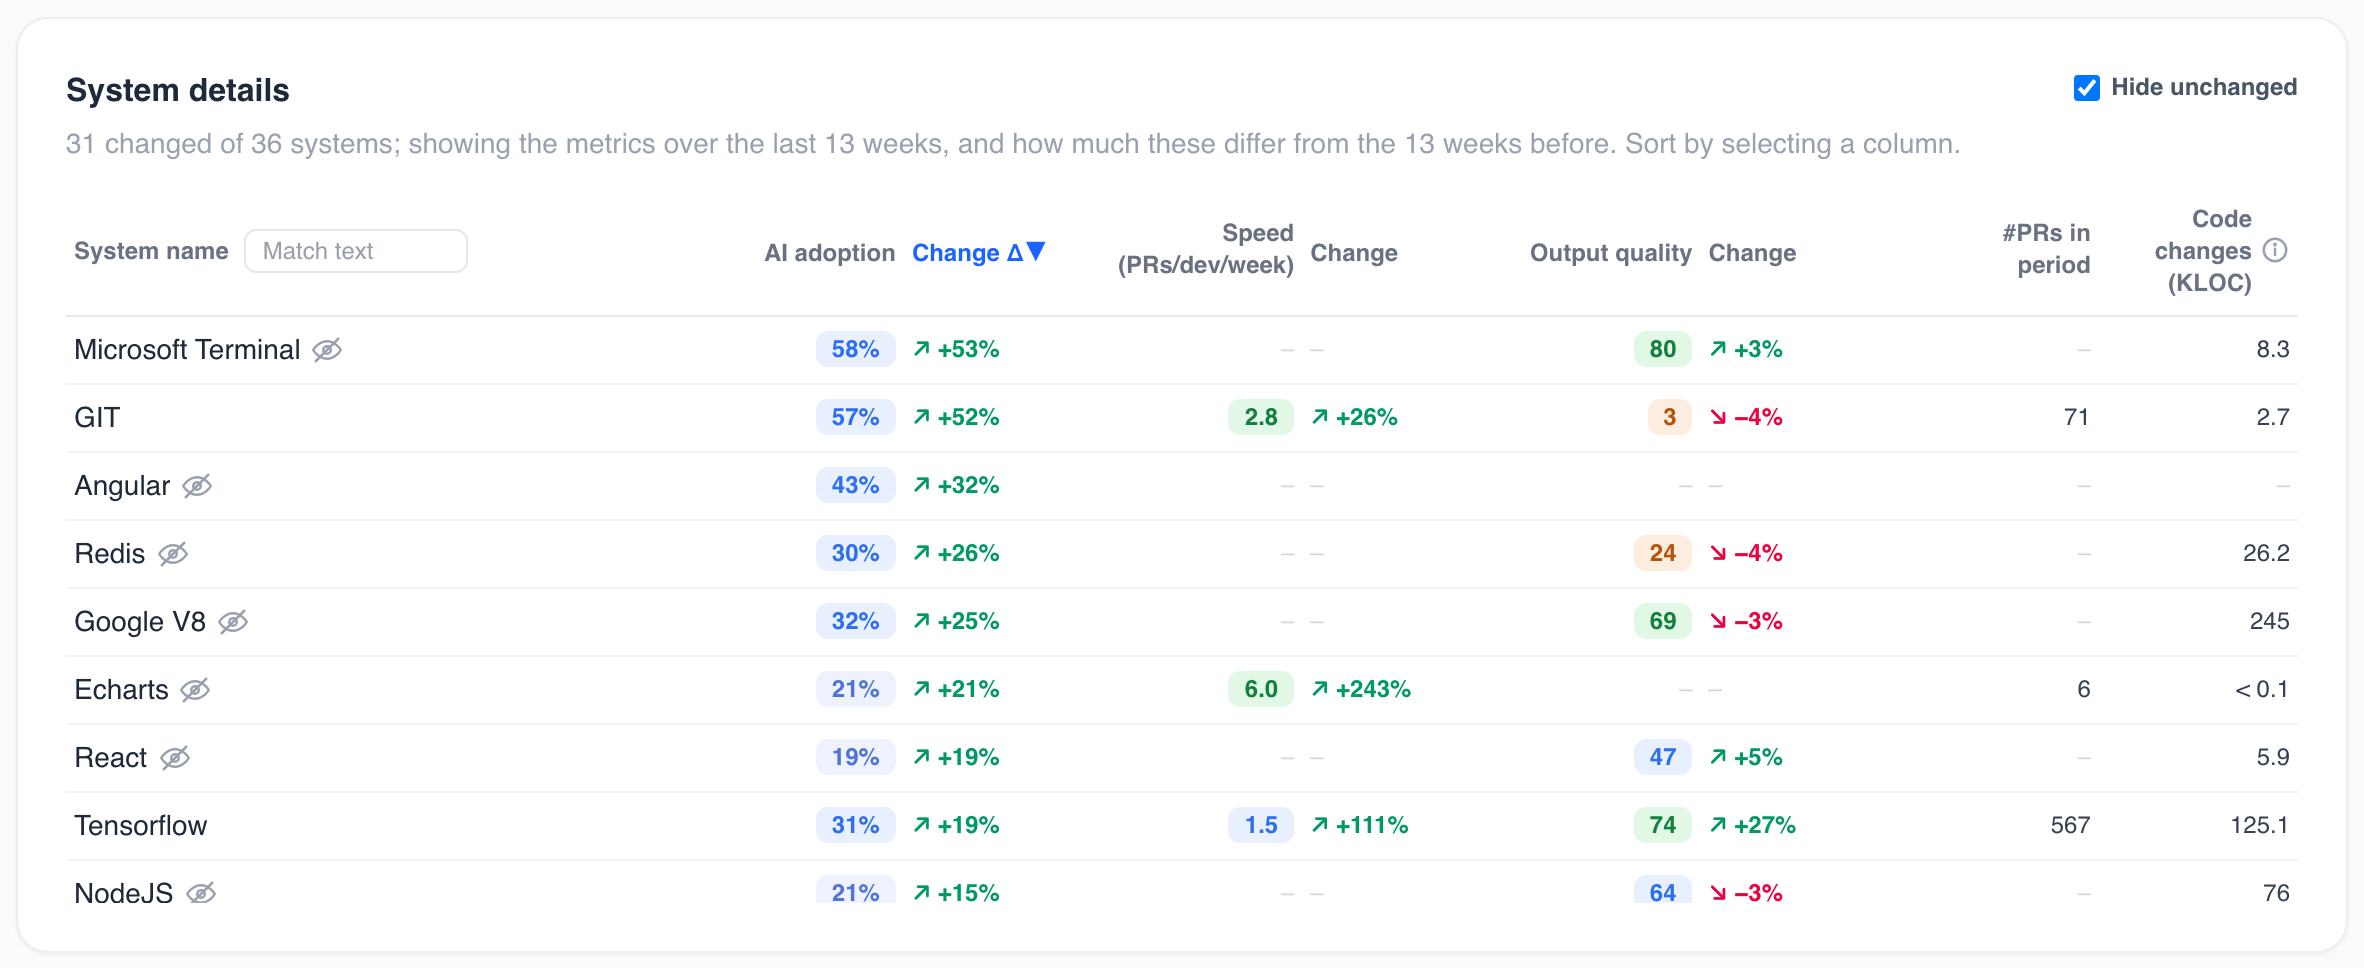 System details
Hide unchanged
31 changed of 36 systems; showing the metrics over the last 13 weeks, and how much these differ from the 13 weeks before. Sort by selecting a column.
System name Match text AI adoption Change Δ▼ Speed (PRs/dev/week) Change Output quality Change #PRs in period Code changes (KLOC)
Microsoft Terminal 58% ↗ +53% – – 80 ↗ +3% – 8.3
GIT 57% ↗ +52% 2.8 ↗ +26% 3 ↘ –4% 71 2.7
Angular 43% ↗ +32% – – – – – –
Redis 30% ↗ +26% – – 24 ↘ –4% – 26.2
Google V8 32% ↗ +25% – – 69 ↘ –3% – 245
Echarts 21% ↗ +21% 6.0 ↗ +243% – – 6 < 0.1
React 19% ↗ +19% – – 47 ↗ +5% – 5.9
Tensorflow 31% ↗ +19% 1.5 ↗ +111% 74 ↗ +27% 567 125.1
NodeJS 21% ↗ +15% – – 64 ↘ –3% – 76